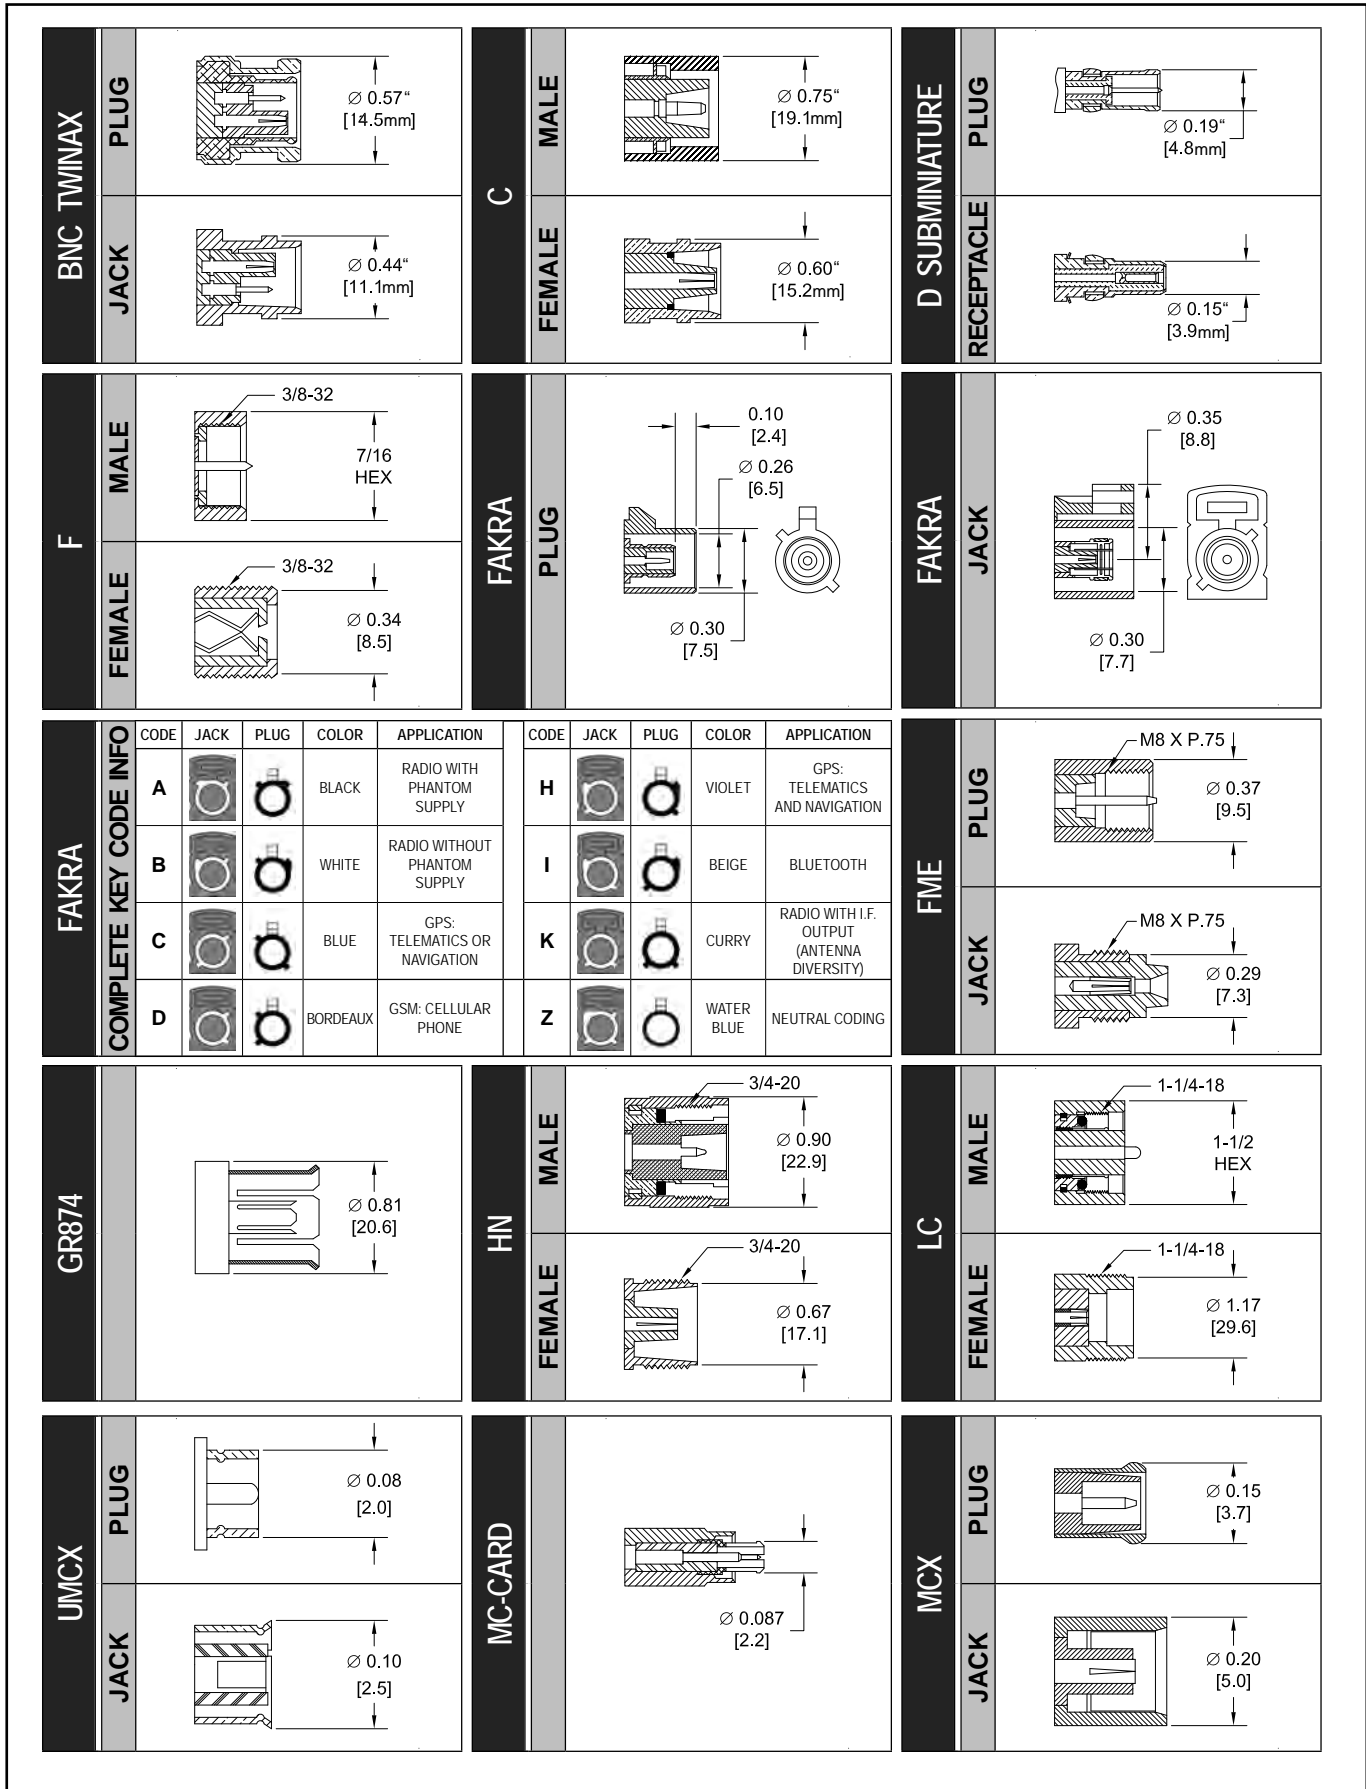 BNC TWINAX
PLUG
∅ 0.57“
[14.5mm]
JACK
∅ 0.44“
[11.1mm]
C
MALE
∅ 0.75“
[19.1mm]
FEMALE
∅ 0.60“
[15.2mm]
D SUBMINIATURE
PLUG
∅ 0.19“
[4.8mm]
RECEPTACLE
∅ 0.15“
[3.9mm]
F
MALE
3/8-32
7/16
HEX
FEMALE
3/8-32
∅ 0.34
[8.5]
FAKRA
PLUG
0.10
[2.4]
∅ 0.26
[6.5]
∅ 0.30
[7.5]
FAKRA
JACK
∅ 0.35
[8.8]
∅ 0.30
[7.7]
FAKRA
COMPLETE KEY CODE INFO
CODE JACK PLUG COLOR APPLICATION
A BLACK
RADIO WITH
PHANTOM
SUPPLY
B WHITE
RADIO WITHOUT
PHANTOM
SUPPLY
C BLUE
GPS:
TELEMATICS OR
NAVIGATION
D BORDEAUX
GSM: CELLULAR
PHONE
CODE JACK PLUG COLOR APPLICATION
H VIOLET
GPS:
TELEMATICS
AND NAVIGATION
I BEIGE BLUETOOTH
K CURRY
RADIO WITH I.F.
OUTPUT
(ANTENNA
DIVERSITY)
Z
WATER
BLUE
NEUTRAL CODING
FME
PLUG
M8 X P.75
∅ 0.37
[9.5]
JACK
M8 X P.75
∅ 0.29
[7.3]
GR874
∅ 0.81
[20.6]
HN
MALE
3/4-20
∅ 0.90
[22.9]
FEMALE
3/4-20
∅ 0.67
[17.1]
LC
MALE
1-1/4-18
1-1/2
HEX
FEMALE
1-1/4-18
∅ 1.17
[29.6]
UMCX
PLUG
∅ 0.08
[2.0]
JACK
∅ 0.10
[2.5]
MC-CARD
∅ 0.087
[2.2]
MCX
PLUG
∅ 0.15
[3.7]
JACK
∅ 0.20
[5.0]